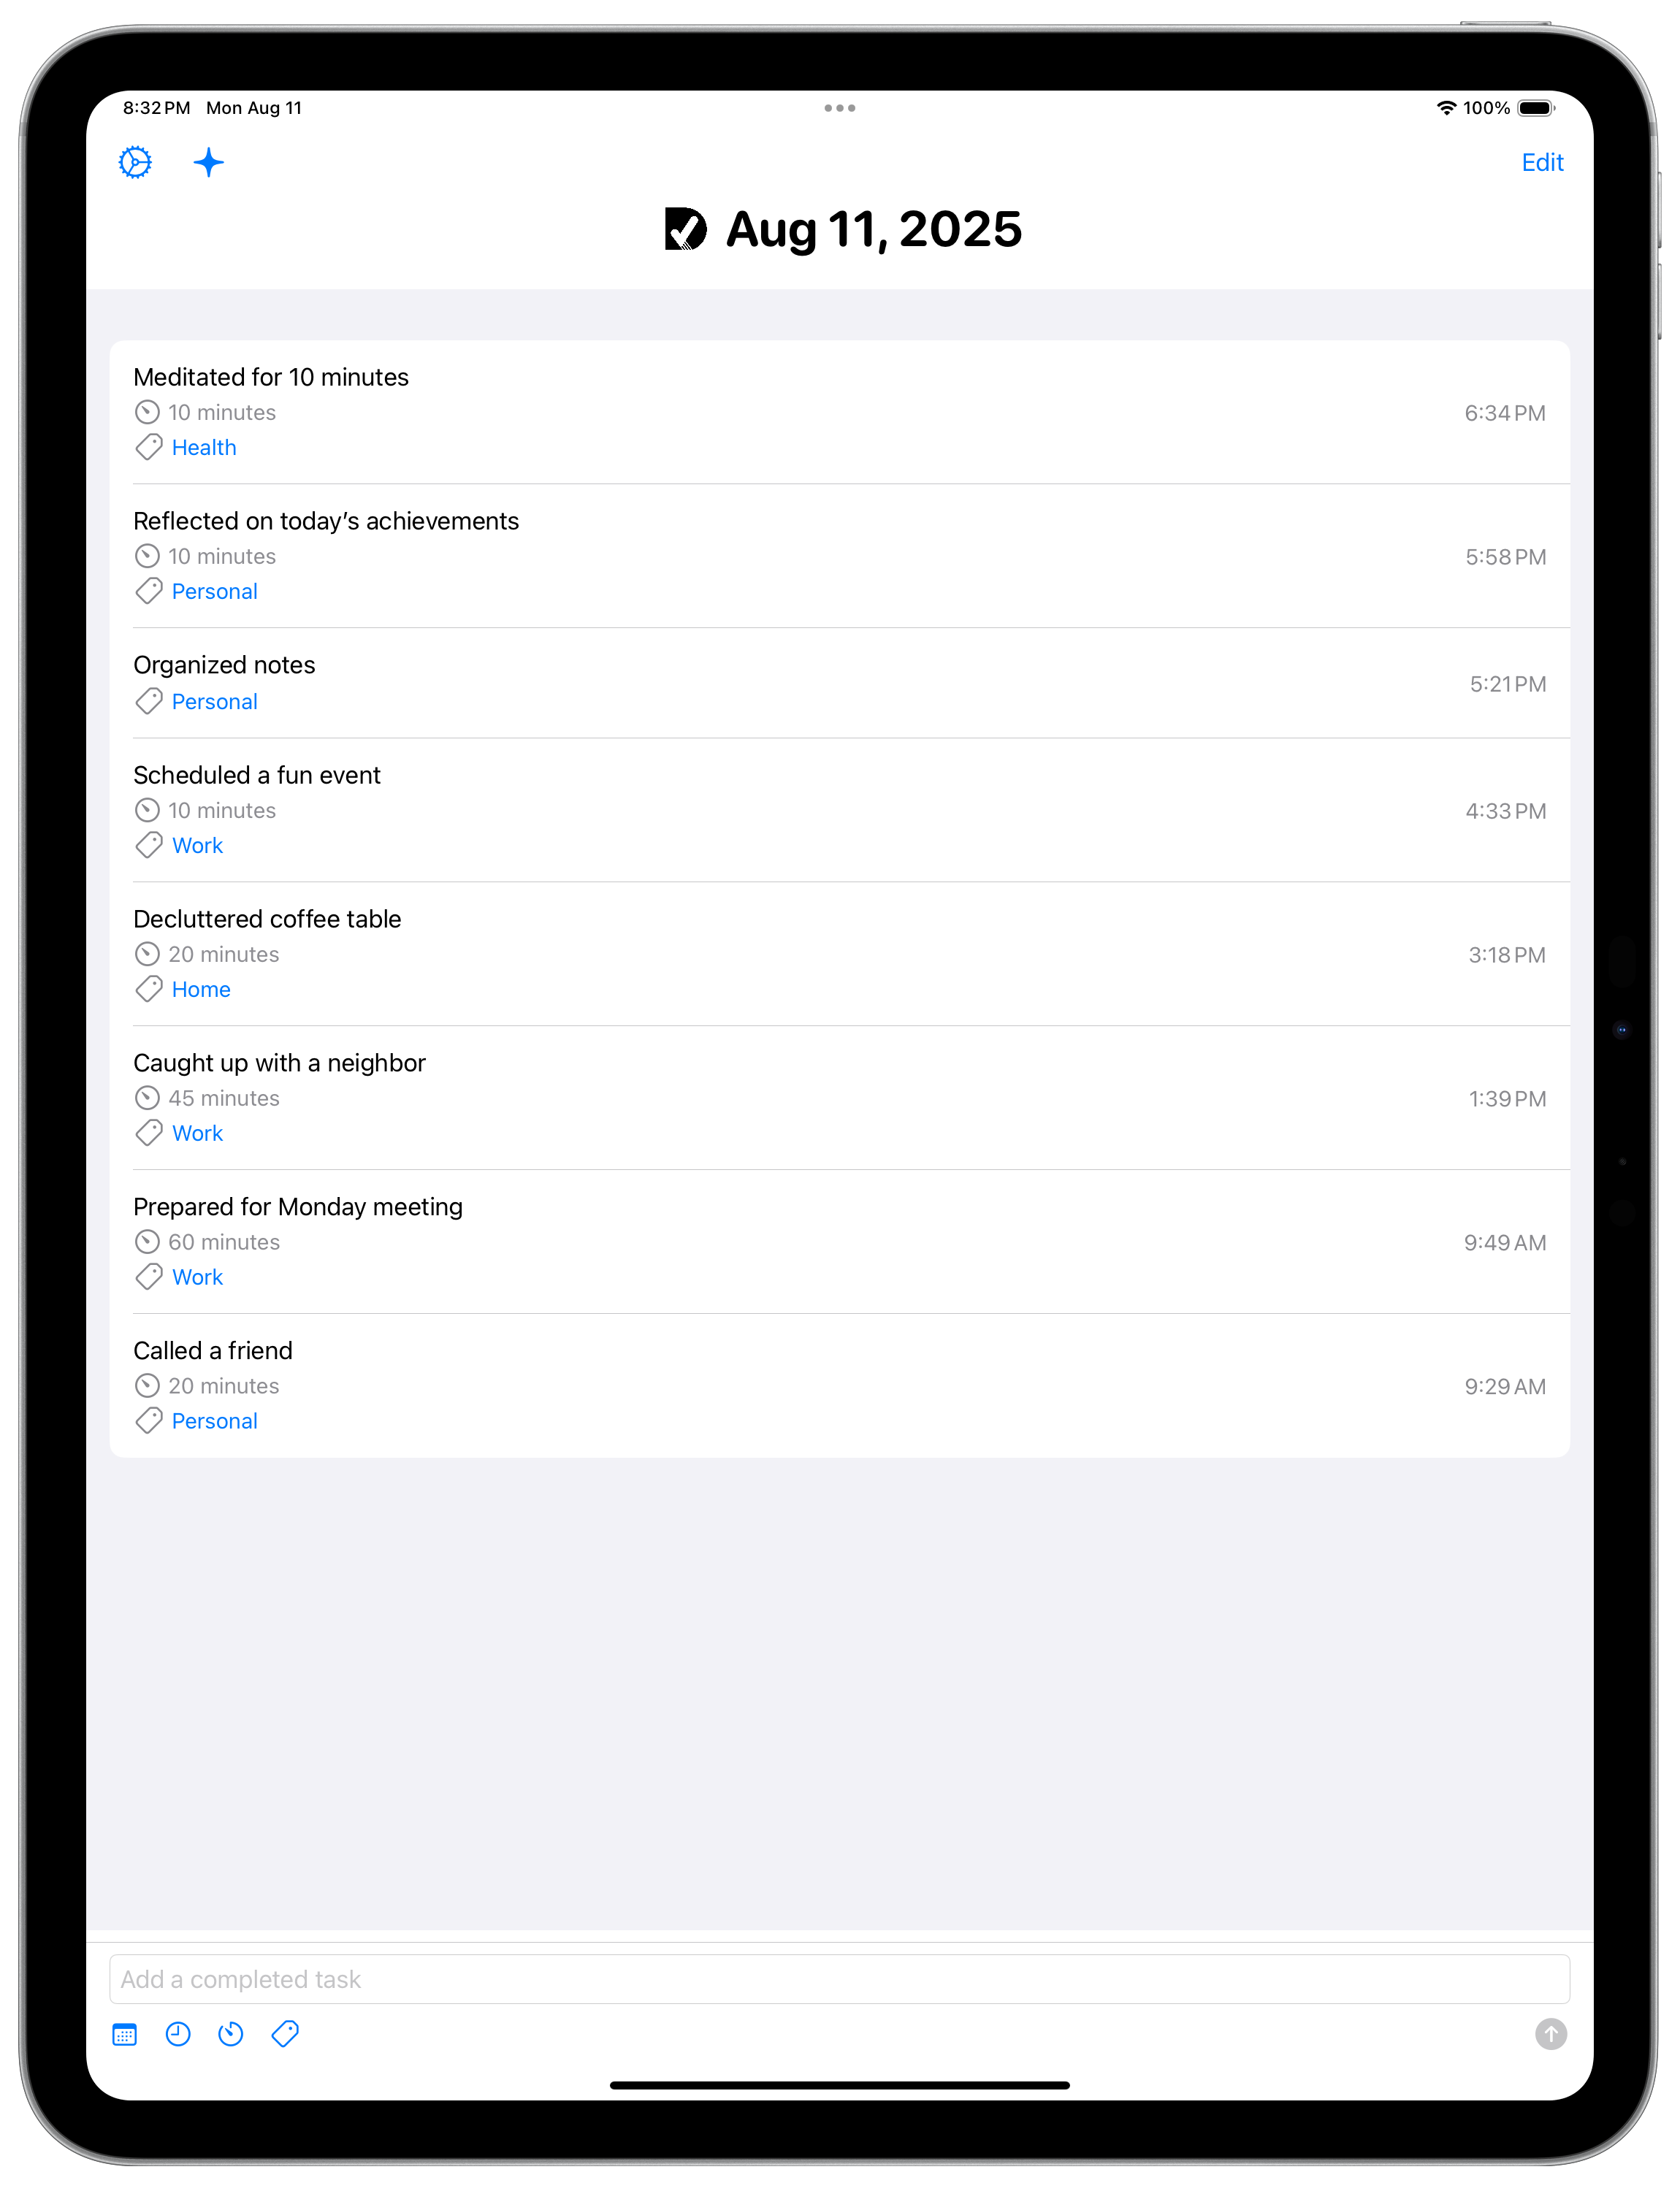 8:32 PM Mon Aug 11
100%
Edit
Aug 11, 2025
Meditated for 10 minutes
10 minutes
6:34 PM
Health
Reflected on today’s achievements
10 minutes
5:58 PM
Personal
Organized notes
5:21 PM
Personal
Scheduled a fun event
10 minutes
4:33 PM
Work
Decluttered coffee table
20 minutes
3:18 PM
Home
Caught up with a neighbor
45 minutes
1:39 PM
Work
Prepared for Monday meeting
60 minutes
9:49 AM
Work
Called a friend
20 minutes
9:29 AM
Personal
Add a completed task